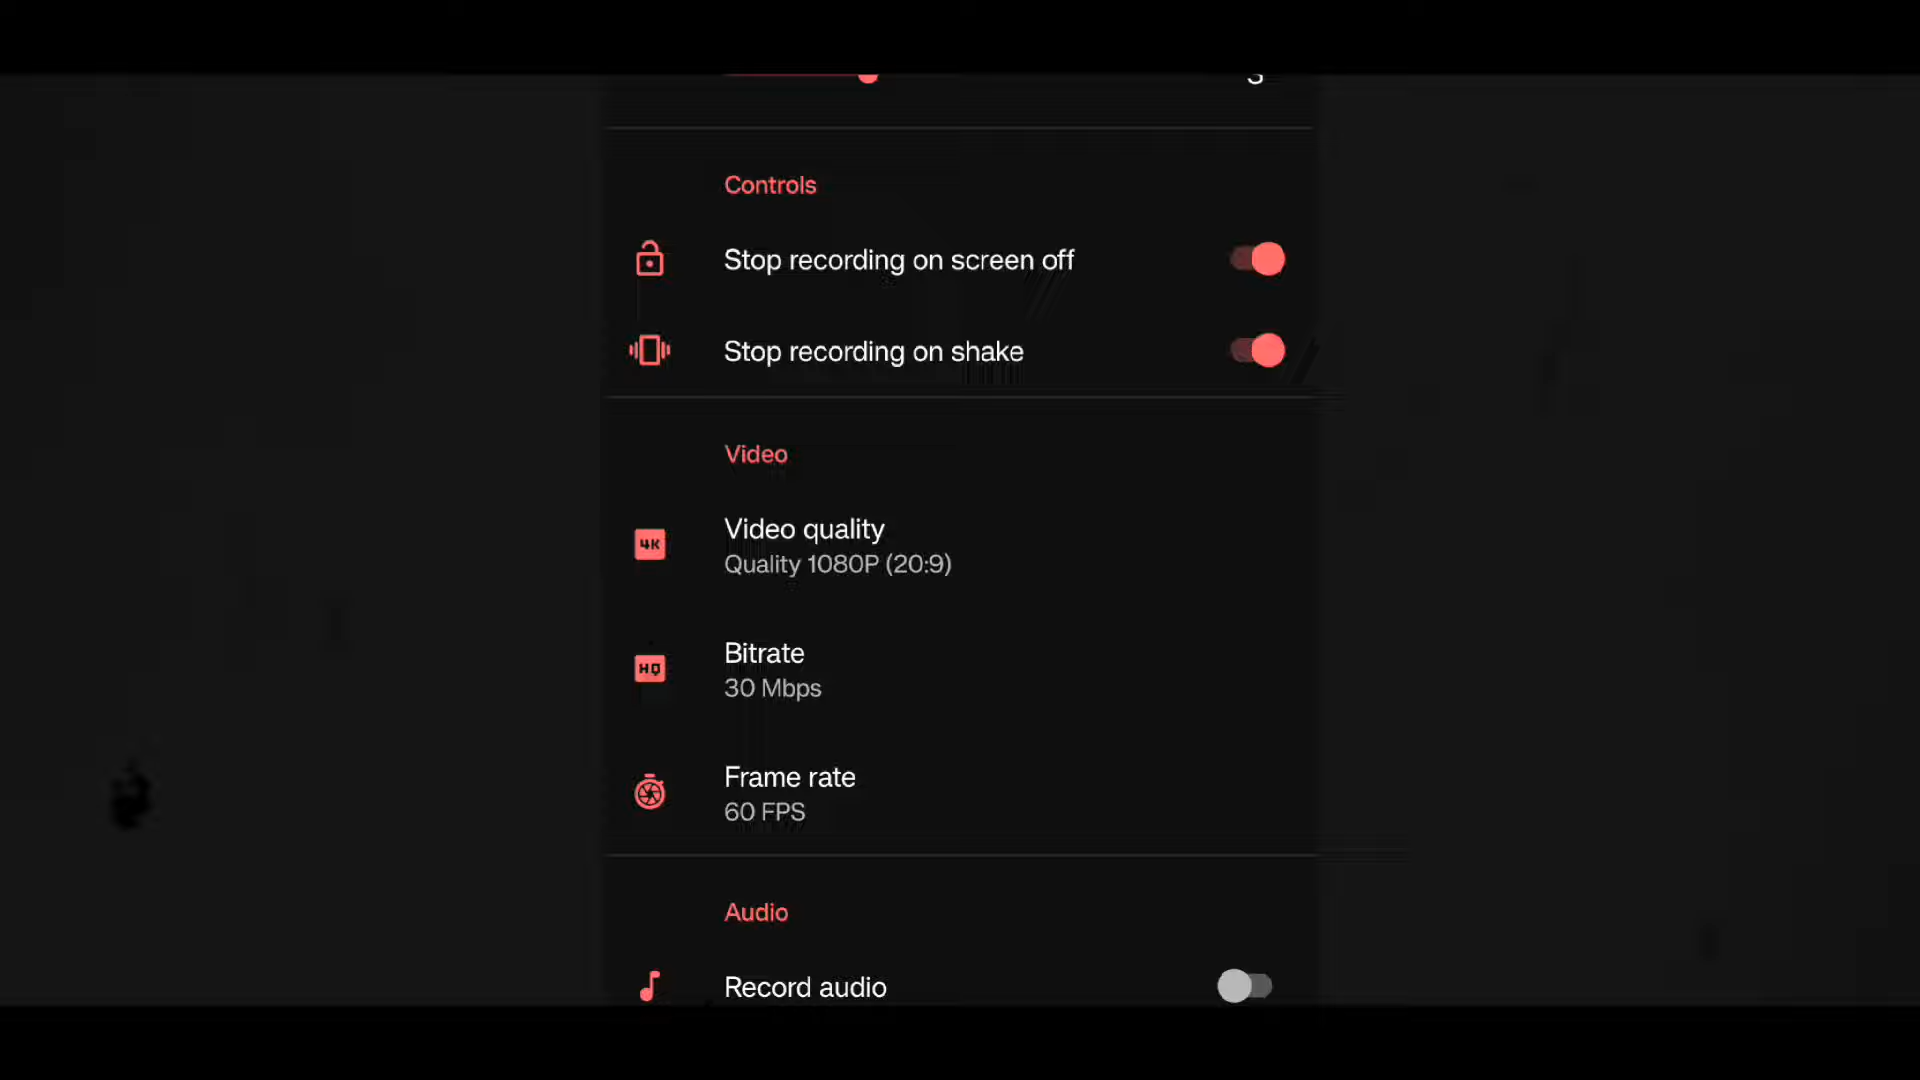 3
Controls
Stop recording on screen off
Stop recording on shake
Video
4K
Video quality
Quality 1080P (20:9)
HQ
Bitrate
30 Mbps
Frame rate
60 FPS
Audio
Record audio